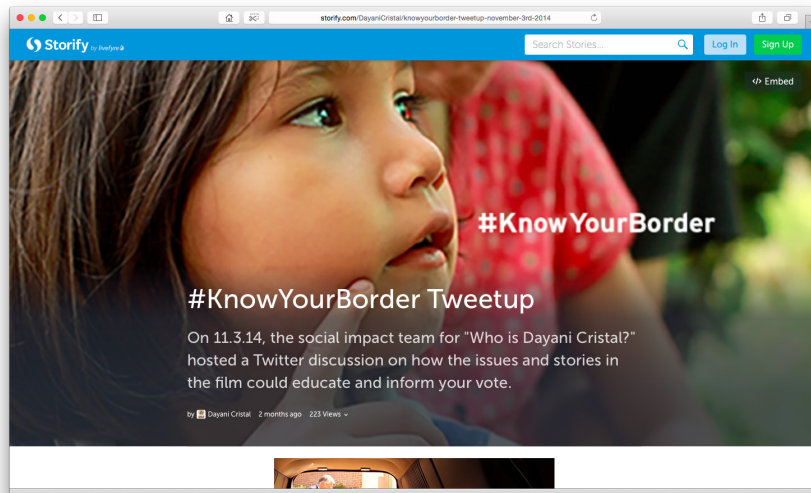 storify.com/DayaniCristal/knowyourborder-tweetup-november-3rd-2014
Storify by livefyre
Search Stories...
Log In
Sign Up
</> Embed
#KnowYourBorder
#KnowYourBorder Tweetup
On 11.3.14, the social impact team for "Who is Dayani Cristal?"
hosted a Twitter discussion on how the issues and stories in
the film could educate and inform your vote.
by Dayani Cristal 2 months ago 223 Views